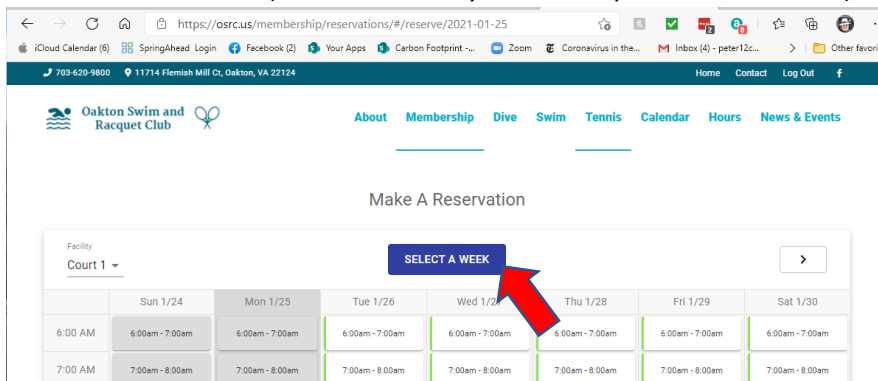 https://osrc.us/membership/reservations/#/reserve/2021-01-25
iCloud Calendar (6) SpringAhead Login Facebook (2) Your Apps Carbon Footprint -... Zoom Coronavirus in the... Inbox (4) - peter12c... Other favori
703-620-9800 11714 Flemish Mill Ct, Oakton, VA 22124 Home Contact Log Out f
Oakton Swim and
Racquet Club
About Membership Dive Swim Tennis Calendar Hours News & Events
Make A Reservation
Facility
Court 1
SELECT A WEEK
Sun 1/24 Mon 1/25 Tue 1/26 Wed 1/27 Thu 1/28 Fri 1/29 Sat 1/30
6:00 AM 6:00am - 7:00am 6:00am - 7:00am 6:00am - 7:00am 6:00am - 7:00am 6:00am - 7:00am 6:00am - 7:00am 6:00am - 7:00am
7:00 AM 7:00am - 8:00am 7:00am - 8:00am 7:00am - 8:00am 7:00am - 8:00am 7:00am - 8:00am 7:00am - 8:00am 7:00am - 8:00am